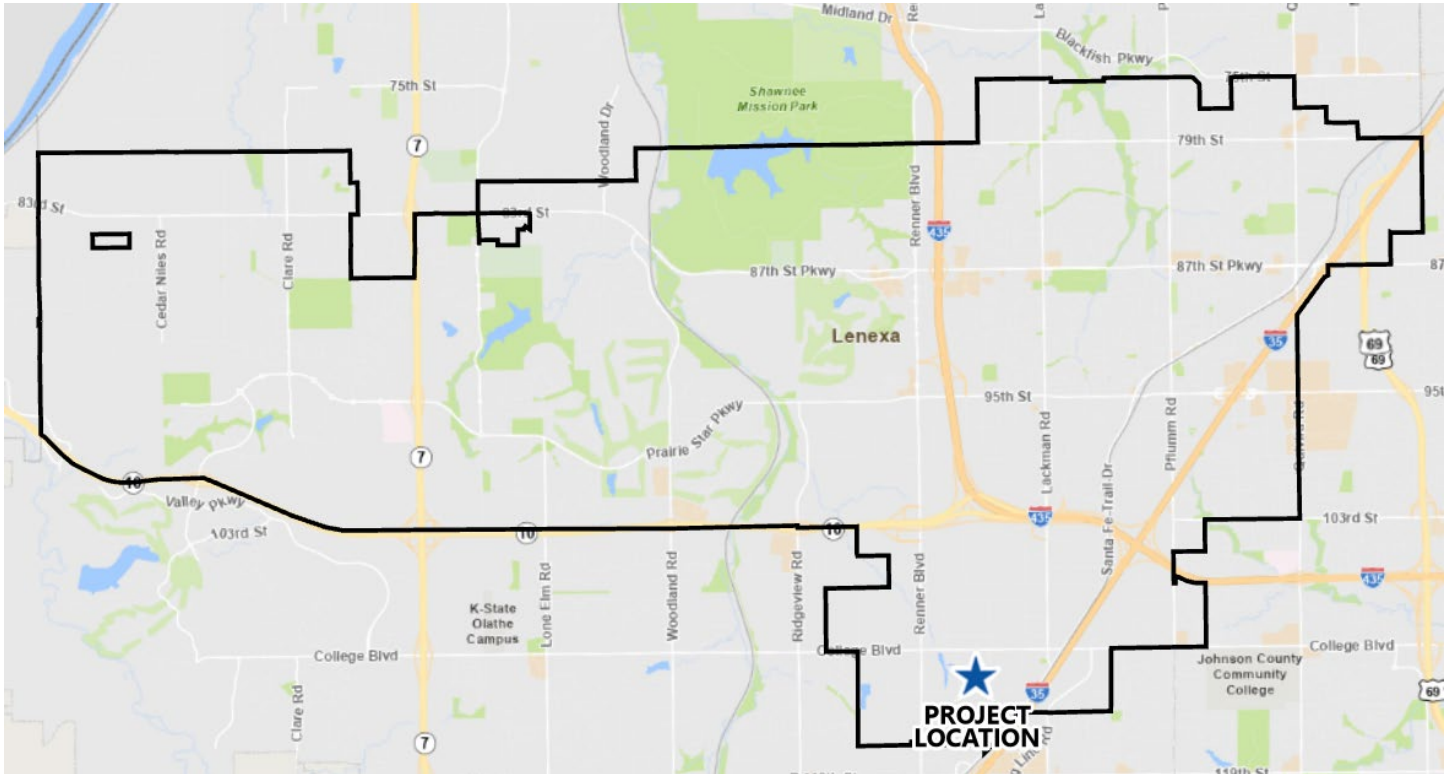 Midland Dr
Blackfish Pkwy
75th St
75th St
Shawnee
Mission Park
7
79th St
Woodland Dr
83rd St
83rd St
Renner Blvd
435
Cedar Niles Rd
Clare Rd
87th St Pkwy
87th St Pkwy
Lenexa
35
69
69
95th St
Prairie Star Pkwy
7
Lackman Rd
Pflumm Rd
Quivira Rd
10
Valley Pkwy
103rd St
10
10
435
103rd St
Santa Fe-Trail-Dr
435
K-State
Olathe
Campus
Lone Elm Rd
Woodland Rd
Ridgeview Rd
Renner Blvd
College Blvd
College Blvd
College Blvd
Johnson County
Community
College
Clare Rd
35
69
PROJECT
LOCATION
7
119th St